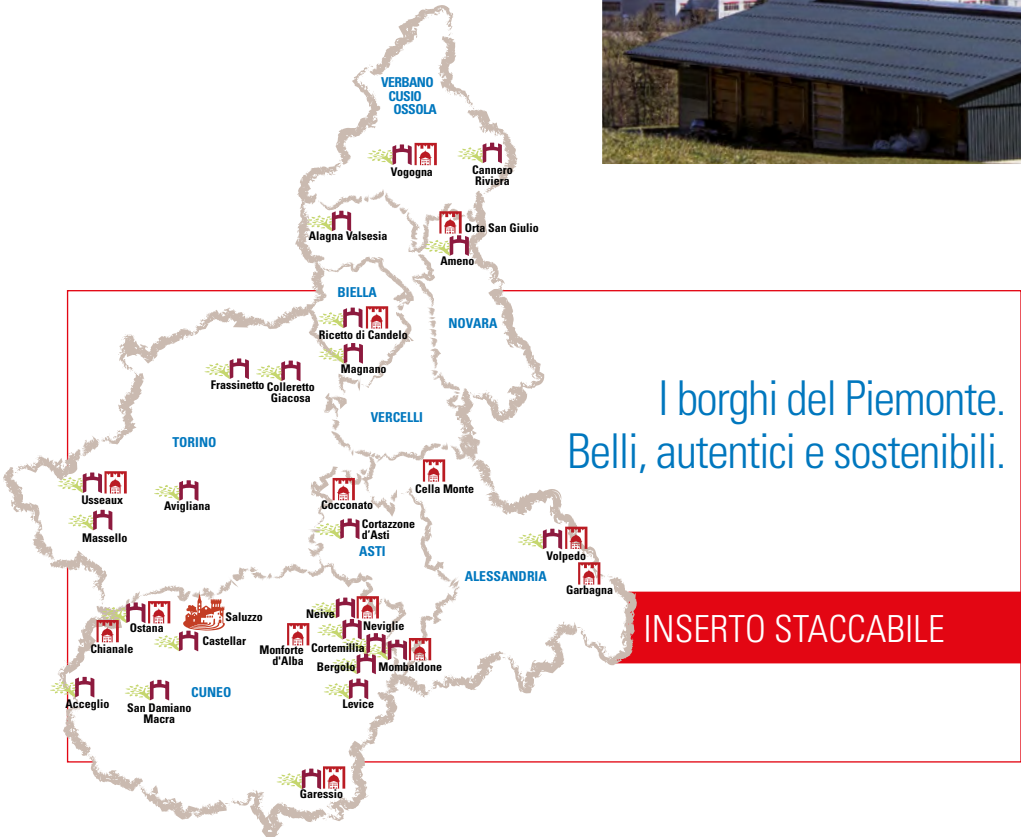 VERBANO
CUSIO
OSSOLA
Vogogna
Cannero
Riviera
Alagna Valsesia
Orta San Giulio
Ameno
BIELLA
NOVARA
Ricetto di Candelo
Magnano
Frassinetto
Colleretto
Giacosa
VERCELLI
I borghi del Piemonte.
Belli, autentici e sostenibili.
TORINO
Usseaux
Avigliana
Massello
Cella Monte
Cocconato
Cortazzone
d'Asti
ASTI
Volpedo
ALESSANDRIA
Garbagna
INSERTO STACCABILE
Ostana
Saluzzo
Chianale
Castellar
Neive
Neviglie
Monforte
d'Alba
Cortemillia
Bergolo
Mombaldone
Acceglio
San Damiano
Macra
CUNEO
Levice
Garessio